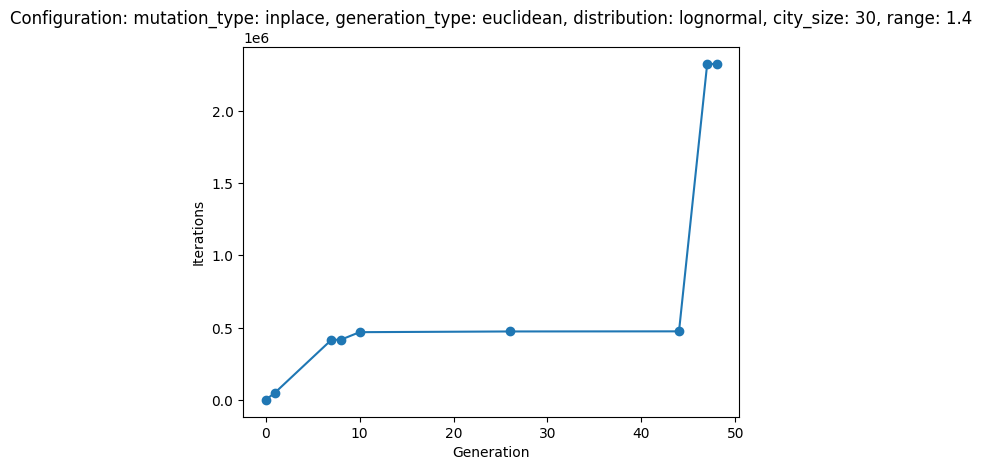 Configuration: mutation_type: inplace, generation_type: euclidean, distribution: lognormal, city_size: 30, range: 1.4
1e6
2.0
1.5
1.0
0.5
0.0
Iterations
0 10 20 30 40 50
Generation